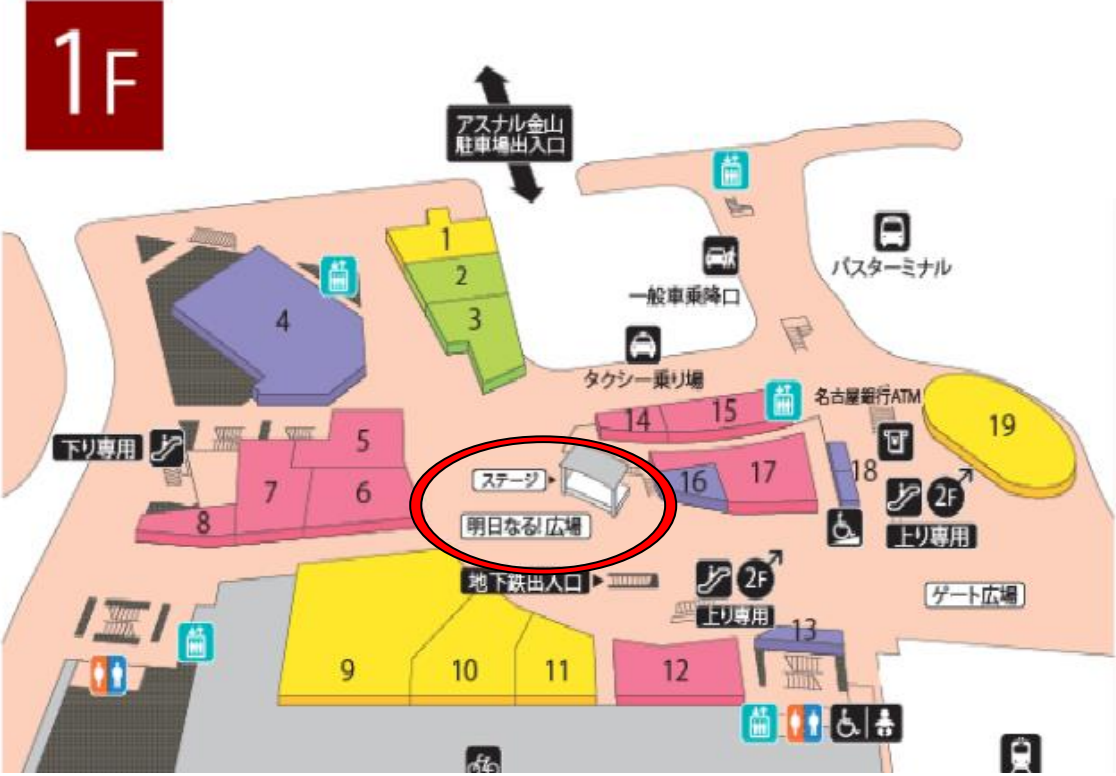 1F
アスナル金山
駐車場出入口
バスターミナル
一般車乗降口
タクシー乗り場
名古屋銀行ATM
下り専用
ステージ
明日なる!広場
地下鉄出入口
2F
上り専用
2F
上り専用
ゲート広場
1
2
3
4
5
6
7
8
9
10
11
12
13
14
15
16
17
18
19